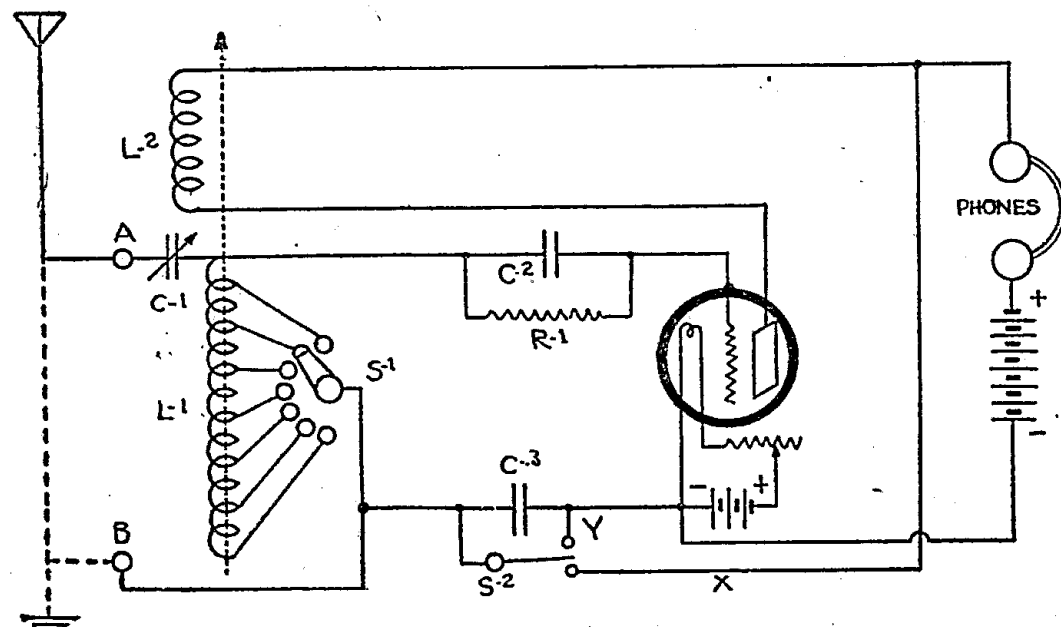 L-2
A
C-1
C-2
R-1
PHONES
+
-
S-1
L-1
C-3
- +
B
Y
S-2
X